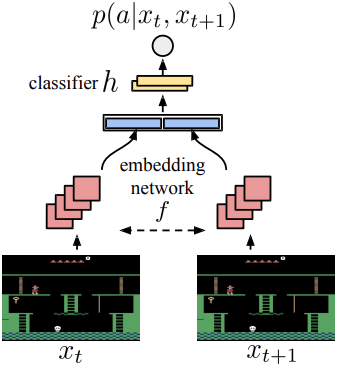 p(a|x_t, x_{t+1})
classifier h
embedding
network
f
x_t
x_{t+1}